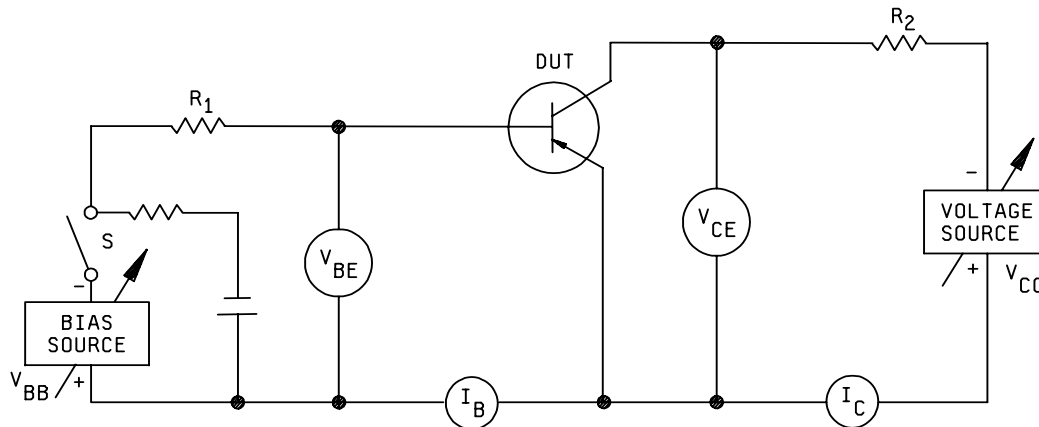 R2
DUT
R1
VOLTAGE
SOURCE
-
+
VCC
VCE
VBE
S
-
BIAS
SOURCE
VBB
+
IB
IC